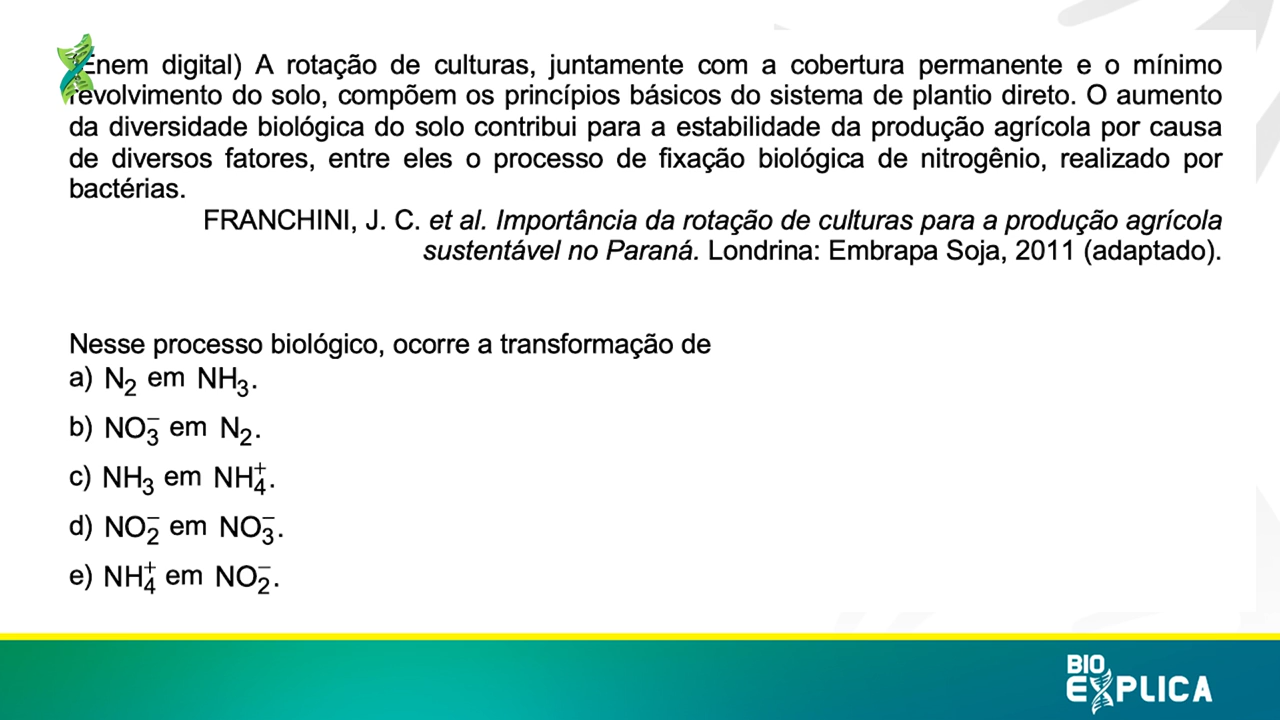 Enem digital) A rotação de culturas, juntamente com a cobertura permanente e o mínimo
revolvimento do solo, compõem os princípios básicos do sistema de plantio direto. O aumento
da diversidade biológica do solo contribui para a estabilidade da produção agrícola por causa
de diversos fatores, entre eles o processo de fixação biológica de nitrogênio, realizado por
bactérias.
FRANCHINI, J. C. et al. Importância da rotação de culturas para a produção agrícola
sustentável no Paraná. Londrina: Embrapa Soja, 2011 (adaptado).
Nesse processo biológico, ocorre a transformação de
a) N₂ em NH₃.
b) NO₃⁻ em N₂.
c) NH₃ em NH₄⁺.
d) NO₂⁻ em NO₃⁻.
e) NH₄⁺ em NO₂⁻.
BIO
EXPLICA